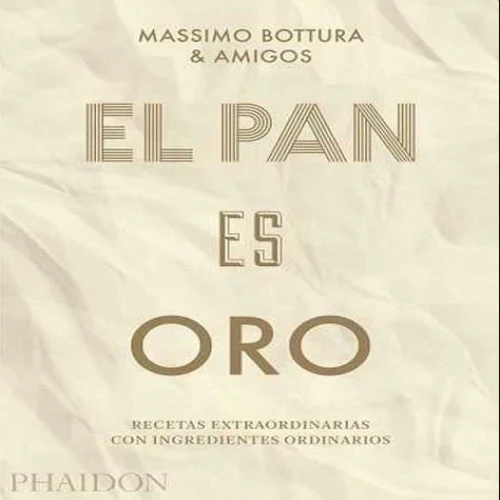 MASSIMO BOTTURA
& AMIGOS
EL PAN
ES
ORO
RECETAS EXTRAORDINARIAS
CON INGREDIENTES ORDINARIOS
PHAIDON